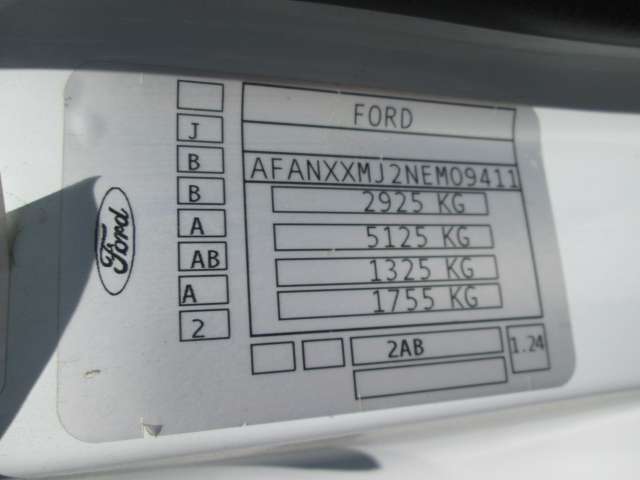 FORD
J
AFANXXMJ2NEM09411
B
2925 KG
B
5125 KG
A
1325 KG
AB
1755 KG
A
2
2AB
1.24
Ford